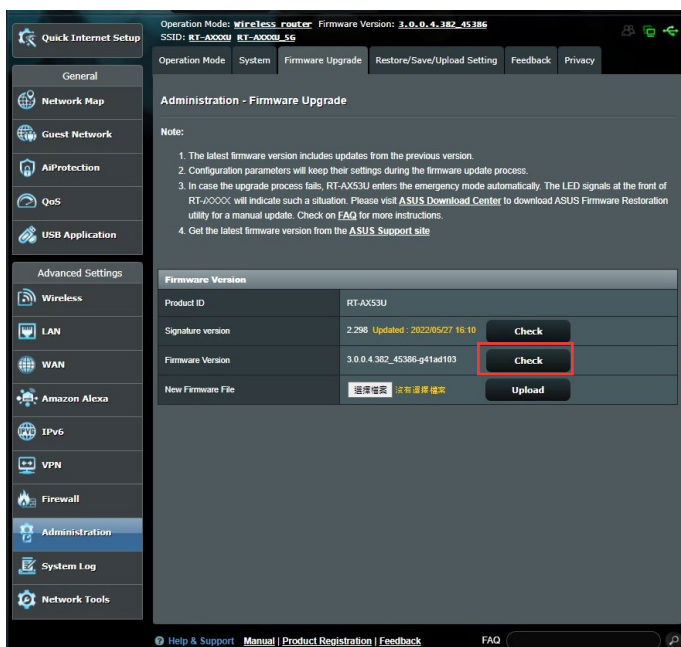 Quick Internet Setup
General
Network Map
Guest Network
AiProtection
QoS
USB Application
Advanced Settings
Wireless
LAN
WAN
Amazon Alexa
IPv6
VPN
Firewall
Administration
System Log
Network Tools
Operation Mode: Wireless router Firmware Version: 3.0.0.4.382_45386
SSID: RT-AXXXU RT-AXXXU_5G
Operation Mode System Firmware Upgrade Restore/Save/Upload Setting Feedback Privacy
Administration - Firmware Upgrade
Note:
1. The latest firmware version includes updates from the previous version.
2. Configuration parameters will keep their settings during the firmware update process.
3. In case the upgrade process fails, RT-AX53U enters the emergency mode automatically. The LED signals at the front of
RT-AXXXX will indicate such a situation. Please visit ASUS Download Center to download ASUS Firmware Restoration
utility for a manual update. Check on FAQ for more instructions.
4. Get the latest firmware version from the ASUS Support site
Firmware Version
Product ID RT-AX53U
Signature version 2.298 Updated : 2022/05/27 16:10 Check
Firmware Version 3.0.0.4.382_45386-g41ad103 Check
New Firmware File 選擇檔案 沒有選擇檔案 Upload
Help & Support Manual | Product Registration | Feedback FAQ